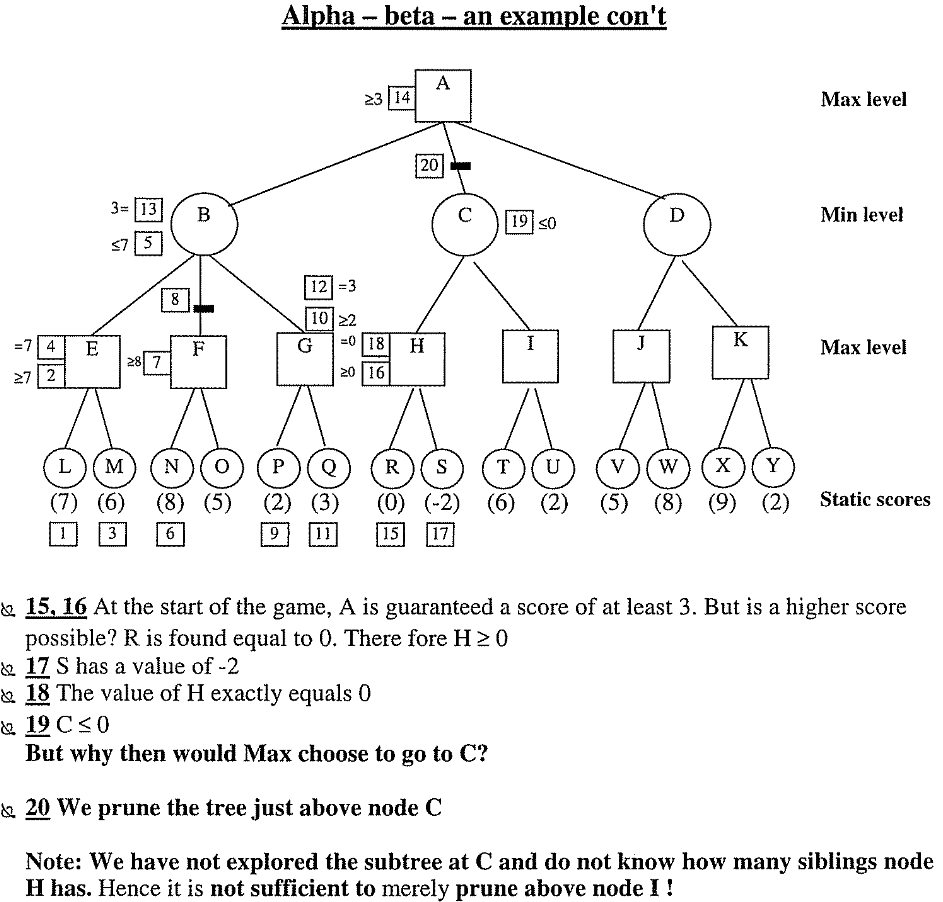 Alpha – beta – an example con't
A
≥3 14
Max level
20
3= 13
B
C
19 ≤0
D
Min level
≤7 5
8
12 =3
10 ≥2
=7 4
E
≥8 7
F
G
=0 18
H
I
J
K
Max level
≥7 2
≥0 16
L M N O P Q R S T U V W X Y
(7) (6) (8) (5) (2) (3) (0) (-2) (6) (2) (5) (8) (9) (2)
Static scores
1 3 6 9 11 15 17
15, 16 At the start of the game, A is guaranteed a score of at least 3. But is a higher score
possible? R is found equal to 0. There fore H ≥ 0
17 S has a value of -2
18 The value of H exactly equals 0
19 C ≤ 0
But why then would Max choose to go to C?
20 We prune the tree just above node C
Note: We have not explored the subtree at C and do not know how many siblings node
H has. Hence it is not sufficient to merely prune above node I !